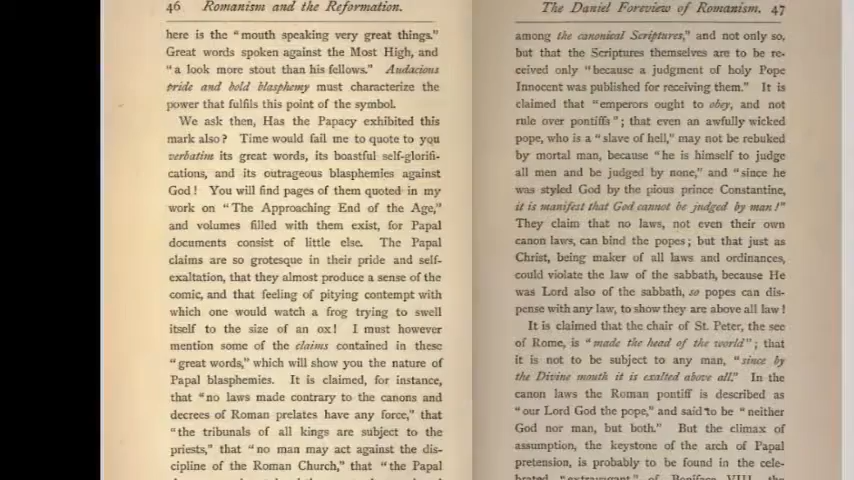 46 Romanism and the Reformation.
here is the "mouth speaking very great things."
Great words spoken against the Most High, and
"a look more stout than his fellows." Audacious
pride and bold blasphemy must characterize the
power that fulfils this point of the symbol.
We ask then, Has the Papacy exhibited this
mark also? Time would fail me to quote to you
verbatim its great words, its boastful self-glorifi-
cations, and its outrageous blasphemies against
God! You will find pages of them quoted in my
work on "The Approaching End of the Age,"
and volumes filled with them exist, for Papal
documents consist of little else. The Papal
claims are so grotesque in their pride and self-
exaltation, that they almost produce a sense of the
comic, and that feeling of pitying contempt with
which one would watch a frog trying to swell
itself to the size of an ox! I must however
mention some of the claims contained in these
"great words," which will show you the nature of
Papal blasphemies. It is claimed, for instance,
that "no laws made contrary to the canons and
decrees of Roman prelates have any force," that
"the tribunals of all kings are subject to the
priests," that "no man may act against the dis-
cipline of the Roman Church," that "the Papal
The Daniel Foreview of Romanism. 47
among the canonical Scriptures," and not only so,
but that the Scriptures themselves are to be re-
ceived only "because a judgment of holy Pope
Innocent was published for receiving them." It is
claimed that "emperors ought to obey, and not
rule over pontiffs"; that even an awfully wicked
pope, who is a "slave of hell," may not be rebuked
by mortal man, because "he is himself to judge
all men and be judged by none," and "since he
was styled God by the pious prince Constantine,
it is manifest that God cannot be judged by man!"
They claim that no laws, not even their own
canon laws, can bind the popes; but that just as
Christ, being maker of all laws and ordinances,
could violate the law of the sabbath, because He
was Lord also of the sabbath, so popes can dis-
pense with any law, to show they are above all law!
It is claimed that the chair of St. Peter, the see
of Rome, is "made the head of the world"; that
it is not to be subject to any man, "since by
the Divine mouth it is exalted above all." In the
canon laws the Roman pontiff is described as
"our Lord God the pope," and said to be "neither
God nor man, but both." But the climax of
assumption, the keystone of the arch of Papal
pretension, is probably to be found in the cele-
brated "extravagant" of Boniface VIII., the